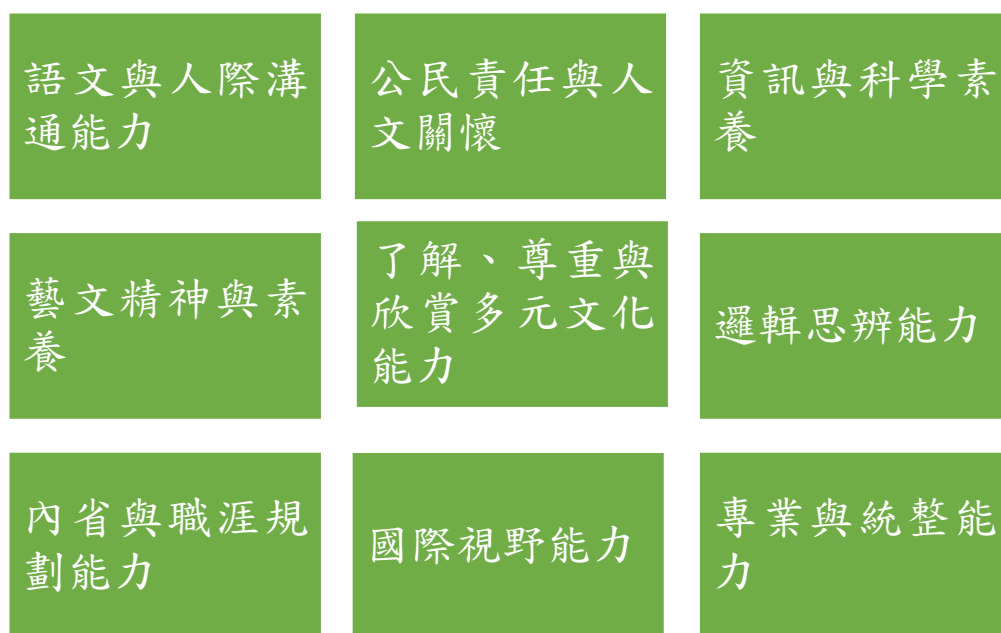 語文與人際溝
通能力
公民責任與人
文關懷
資訊與科學素
養
藝文精神與素
養
了解、尊重與
欣賞多元文化
能力
邏輯思辨能力
內省與職涯規
劃能力
國際視野能力
專業與統整能
力